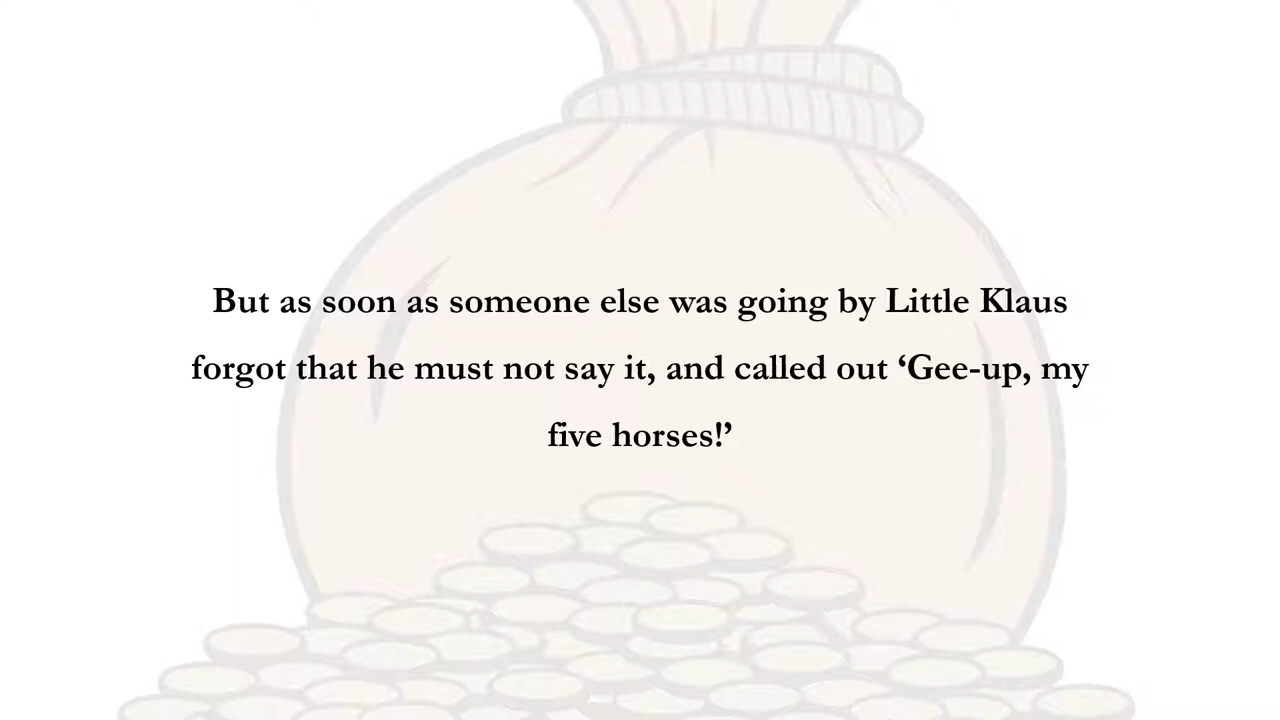 But as soon as someone else was going by Little Klaus
forgot that he must not say it, and called out ‘Gee-up, my
five horses!’